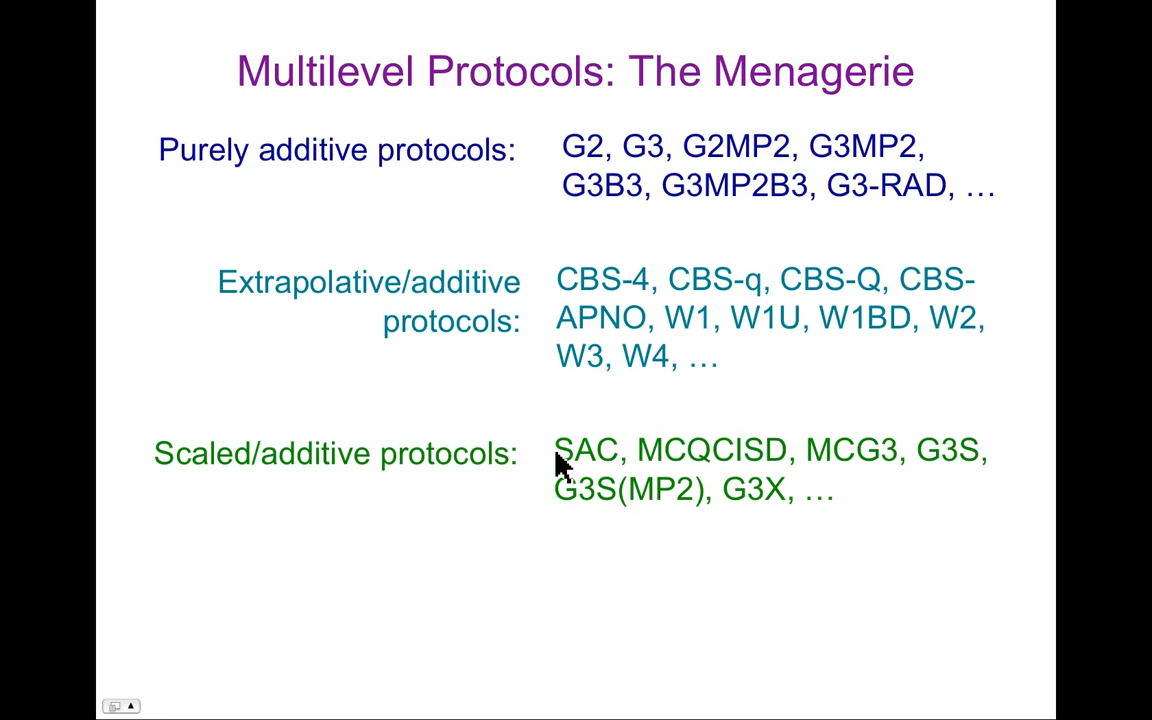 Multilevel Protocols: The Menagerie
Purely additive protocols:
G2, G3, G2MP2, G3MP2,
G3B3, G3MP2B3, G3-RAD, …
Extrapolative/additive
protocols:
CBS-4, CBS-q, CBS-Q, CBS-
APNO, W1, W1U, W1BD, W2,
W3, W4, …
Scaled/additive protocols:
SAC, MCQCISD, MCG3, G3S,
G3S(MP2), G3X, …